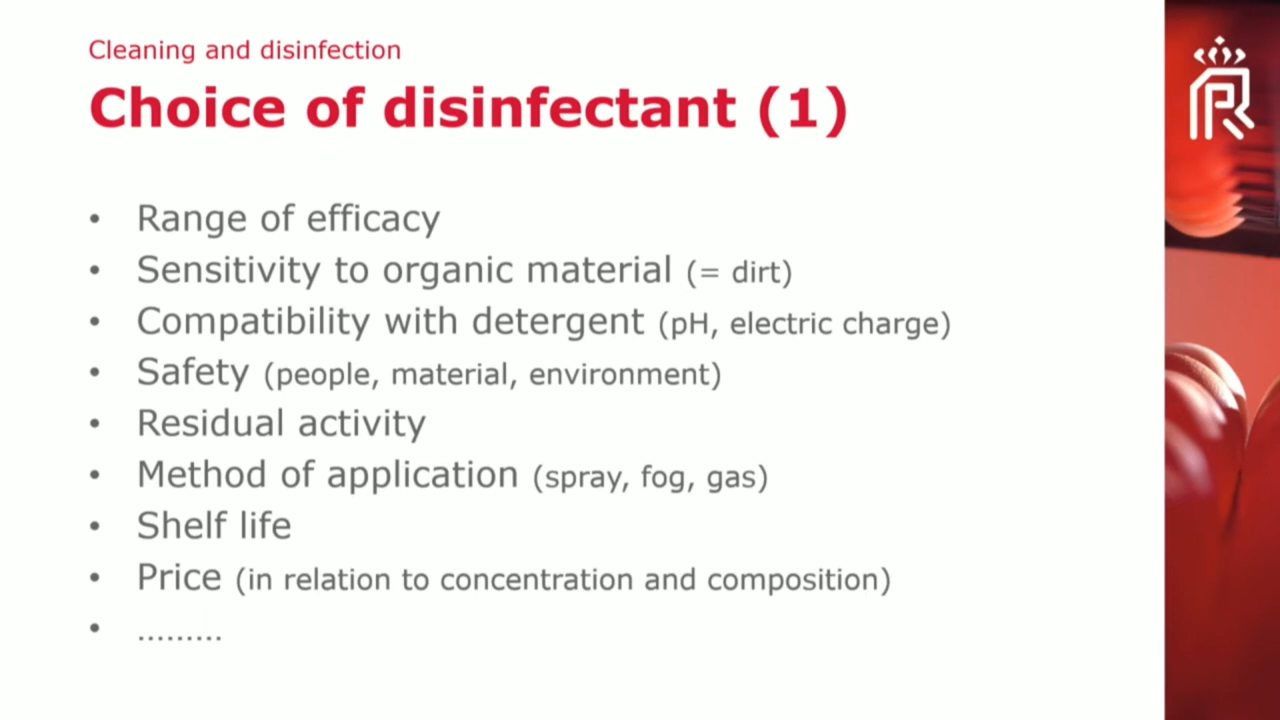 Cleaning and disinfection
Choice of disinfectant (1)
• Range of efficacy
• Sensitivity to organic material (= dirt)
• Compatibility with detergent (pH, electric charge)
• Safety (people, material, environment)
• Residual activity
• Method of application (spray, fog, gas)
• Shelf life
• Price (in relation to concentration and composition)
• .........